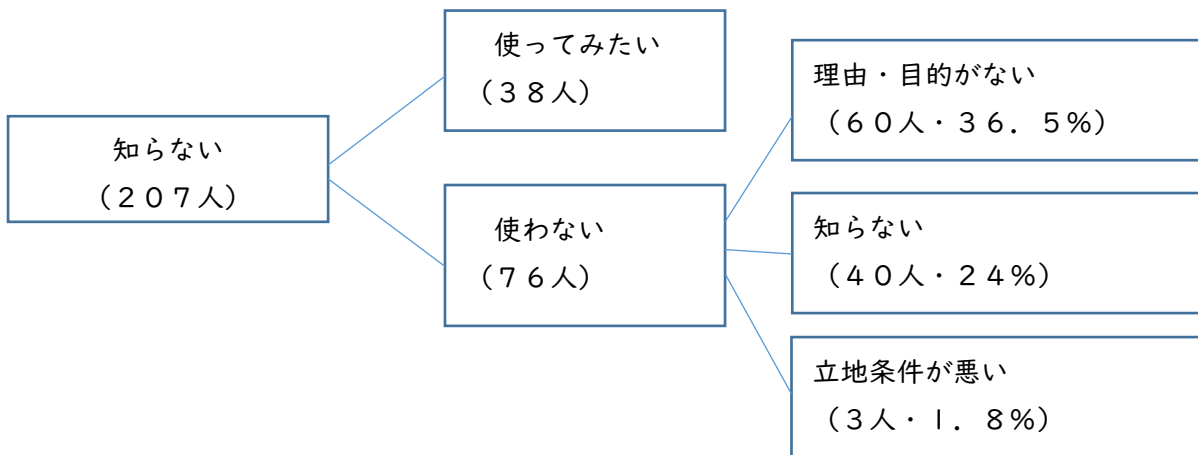 知らない
(207人)
使ってみたい
(38人)
使わない
(76人)
理由・目的がない
(60人・36.5%)
知らない
(40人・24%)
立地条件が悪い
(3人・1.8%)